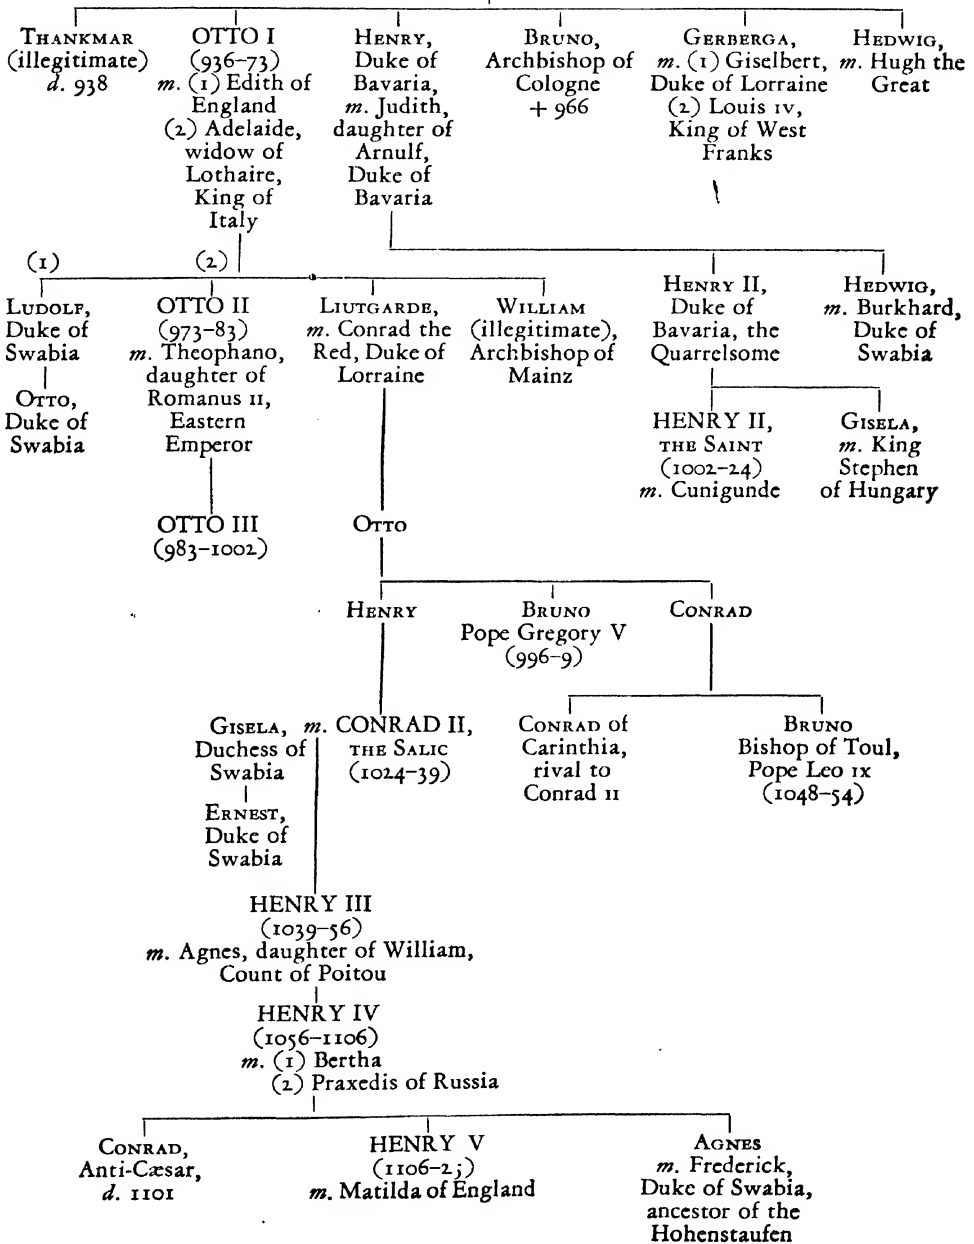 THANKMAR
(illegitimate)
d. 938
OTTO I
(936–73)
m. (1) Edith of
England
(2) Adelaide,
widow of
Lothaire,
King of
Italy
HENRY,
Duke of
Bavaria,
m. Judith,
daughter of
Arnulf,
Duke of
Bavaria
BRUNO,
Archbishop of
Cologne
+ 966
GERBERGA,
m. (1) Giselbert,
Duke of Lorraine
(2) Louis IV,
King of West
Franks
HEDWIG,
m. Hugh the
Great
(1)
(2)
LUDOLF,
Duke of
Swabia
OTTO,
Duke of
Swabia
OTTO II
(973–83)
m. Theophano,
daughter of
Romanus II,
Eastern
Emperor
LIUTGARDE,
m. Conrad the
Red, Duke of
Lorraine
WILLIAM
(illegitimate),
Archbishop of
Mainz
HENRY II,
Duke of
Bavaria, the
Quarrelsome
HEDWIG,
m. Burkhard,
Duke of
Swabia
HENRY II,
THE SAINT
(1002–24)
m. Cunigunde
GISELA,
m. King
Stephen
of Hungary
OTTO III
(983–1002)
OTTO
HENRY
BRUNO
Pope Gregory V
(996–9)
CONRAD
GISELA,
Duchess of
Swabia
m. CONRAD II,
THE SALIC
(1024–39)
CONRAD of
Carinthia,
rival to
Conrad II
BRUNO
Bishop of Toul,
Pope Leo IX
(1048–54)
ERNEST,
Duke of
Swabia
HENRY III
(1039–56)
m. Agnes, daughter of William,
Count of Poitou
HENRY IV
(1056–1106)
m. (1) Bertha
(2) Praxedis of Russia
CONRAD,
Anti-Cæsar,
d. 1101
HENRY V
(1106–2;)
m. Matilda of England
AGNES
m. Frederick,
Duke of Swabia,
ancestor of the
Hohenstaufen